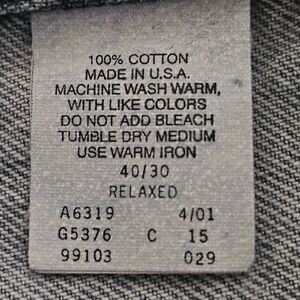 100% COTTON
MADE IN U.S.A.
MACHINE WASH WARM,
WITH LIKE COLORS
DO NOT ADD BLEACH
TUMBLE DRY MEDIUM
USE WARM IRON
40/30
RELAXED
A6319 4/01
G5376 C 15
99103 029